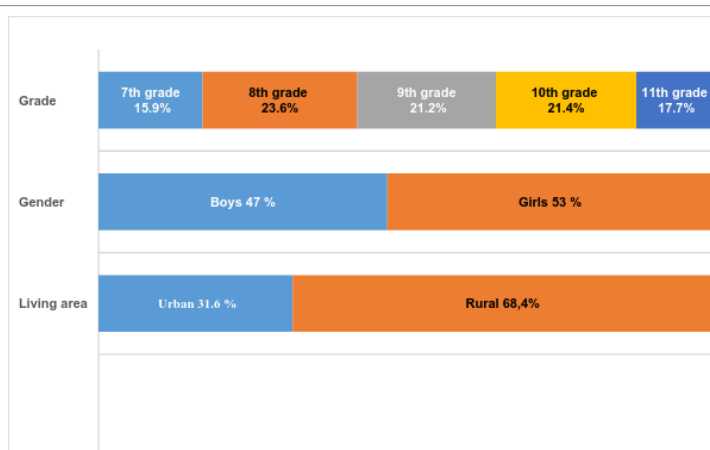 Grade
7th grade
15.9%
8th grade
23.6%
9th grade
21.2%
10th grade
21.4%
11th grade
17.7%
Gender
Boys 47 %
Girls 53 %
Living area
Urban 31.6 %
Rural 68,4%